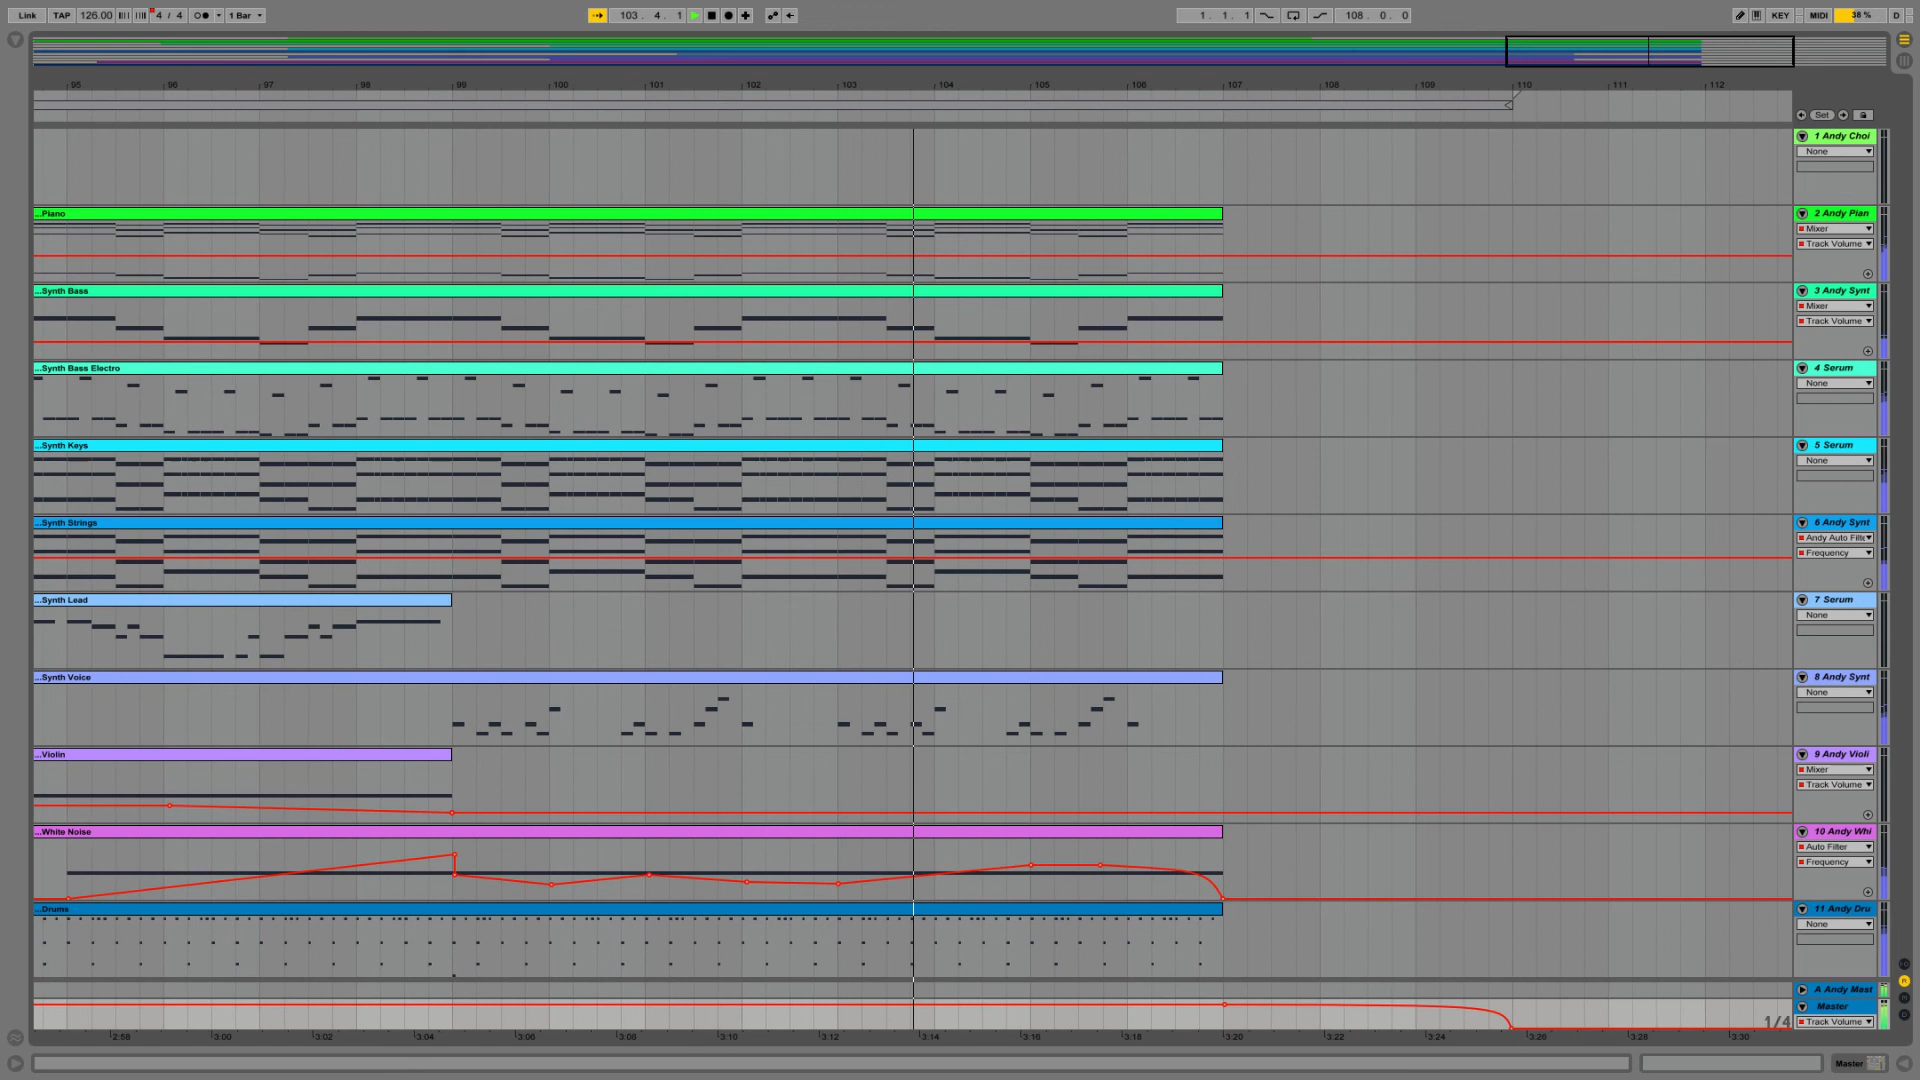 Link TAP 126.00 4 / 4 1 Bar 103. 4. 1 1. 1. 1 108. 0. 0 KEY MIDI 38 % D
95 96 97 98 99 100 101 102 103 104 105 106 107 108 109 110 111 112
Set
1 Andy Choi
None
...Piano
2 Andy Pian
Mixer
Track Volume
...Synth Bass
3 Andy Synt
Mixer
Track Volume
...Synth Bass Electro
4 Serum
None
...Synth Keys
5 Serum
None
...Synth Strings
6 Andy Synt
Andy Auto Filte
Frequency
...Synth Lead
7 Serum
None
...Synth Voice
8 Andy Synt
None
...Violin
9 Andy Violi
Mixer
Track Volume
...White Noise
10 Andy Whi
Auto Filter
Frequency
...Drums
11 Andy Dru
None
A Andy Mast
Master
1/4 Track Volume
2:58 3:00 3:02 3:04 3:06 3:08 3:10 3:12 3:14 3:16 3:18 3:20 3:22 3:24 3:26 3:28 3:30
Master